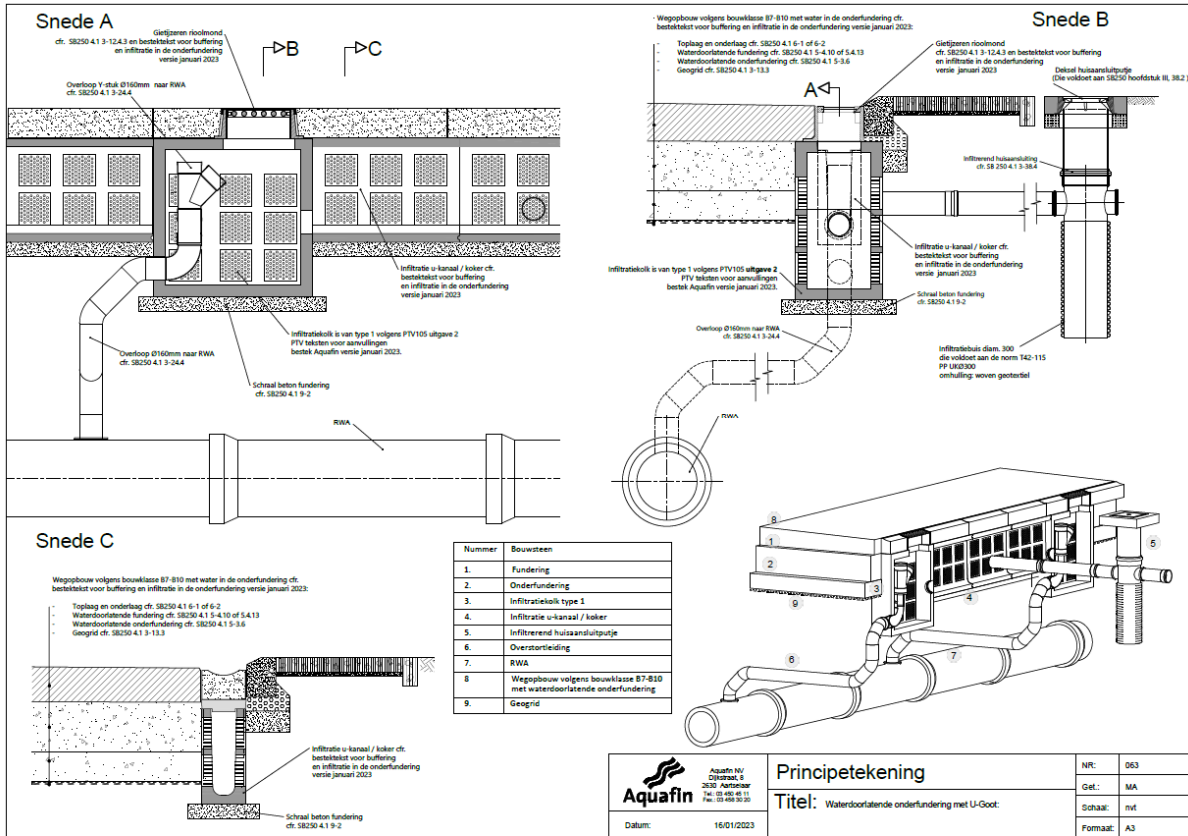 Snede A
Gietijzeren rioolmond
cfr. SB250 4.1 3-12.4.3 en bestektekst voor buffering
en infiltratie in de onderfundering
versie januari 2023
B
C
Overloop Y-stuk Ø160mm naar RWA
cfr. SB250 4.1 3-24.4
Infiltratie u-kanaal / koker cfr.
bestektekst voor buffering
en infiltratie in de onderfundering
versie januari 2023
Infiltratiekolk is van type 1 volgens PTV105 uitgave 2
PTV teksten voor aanvullingen
bestek Aquafin versie januari 2023.
Overloop Ø160mm naar RWA
cfr. SB250 4.1 3-24.4
Schraal beton fundering
cfr. SB250 4.1 9-2
RWA
Snede B
- Wegopbouw volgens bouwklasse B7-B10 met water in de onderfundering cfr.
bestektekst voor buffering en infiltratie in de onderfundering versie januari 2023:
- Toplaag en onderlaag cfr. SB250 4.1 6-1 of 6-2
- Waterdoorlatende fundering cfr. SB250 4.1 5-4.10 of 5.4.13
- Waterdoorlatende onderfundering cfr. SB250 4.1 5-3.6
- Geogrid cfr. SB250 4.1 3-13.3
Gietijzeren rioolmond
cfr. SB250 4.1 3-12.4.3 en bestektekst voor buffering
en infiltratie in de onderfundering
versie januari 2023
Deksel huisaansluitputje
(Die voldoet aan SB250 hoofdstuk III, 38.2 )
A
Infiltrerend huisaansluiting
cfr. SB 250 4.1 3-38.4
Infiltratie u-kanaal / koker cfr.
bestektekst voor buffering
en infiltratie in de onderfundering
versie januari 2023
Infiltratiekolk is van type 1 volgens PTV105 uitgave 2
PTV teksten voor aanvullingen
bestek Aquafin versie januari 2023.
Schraal beton fundering
cfr. SB250 4.1 9-2
Overloop Ø160mm naar RWA
cfr. SB250 4.1 3-24.4
Infiltratiebuis diam. 300
die voldoet aan de norm T42-115
PP UKØ300
omhulling: woven geotextiel
RWA
Snede C
Wegopbouw volgens bouwklasse B7-B10 met water in de onderfundering cfr.
bestektekst voor buffering en infiltratie in de onderfundering versie januari 2023:
- Toplaag en onderlaag cfr. SB250 4.1 6-1 of 6-2
- Waterdoorlatende fundering cfr. SB250 4.1 5-4.10 of 5.4.13
- Waterdoorlatende onderfundering cfr. SB250 4.1 5-3.6
- Geogrid cfr. SB250 4.1 3-13.3
Infiltratie u-kanaal / koker cfr.
bestektekst voor buffering
en infiltratie in de onderfundering
versie januari 2023
Schraal beton fundering
cfr. SB250 4.1 9-2
Nummer Bouwsteen
1. Fundering
2. Onderfundering
3. Infiltratiekolk type 1
4. Infiltratie u-kanaal / koker
5. Infiltrerend huisaansluitputje
6. Overstortleiding
7. RWA
8 Wegopbouw volgens bouwklasse B7-B10
met waterdoorlatende onderfundering
9. Geogrid
8
1
2
9
3
4
5
6
7
Aquafin
Aquafin NV
Dijkstraat, 8
2630 Aartselaar
Tel.: 03 450 45 11
Fax.: 03 458 30 20
Datum: 16/01/2023
Principetekening
Titel: Waterdoorlatende onderfundering met U-Goot:
NR: 063
Get.: MA
Schaal: nvt
Formaat: A3